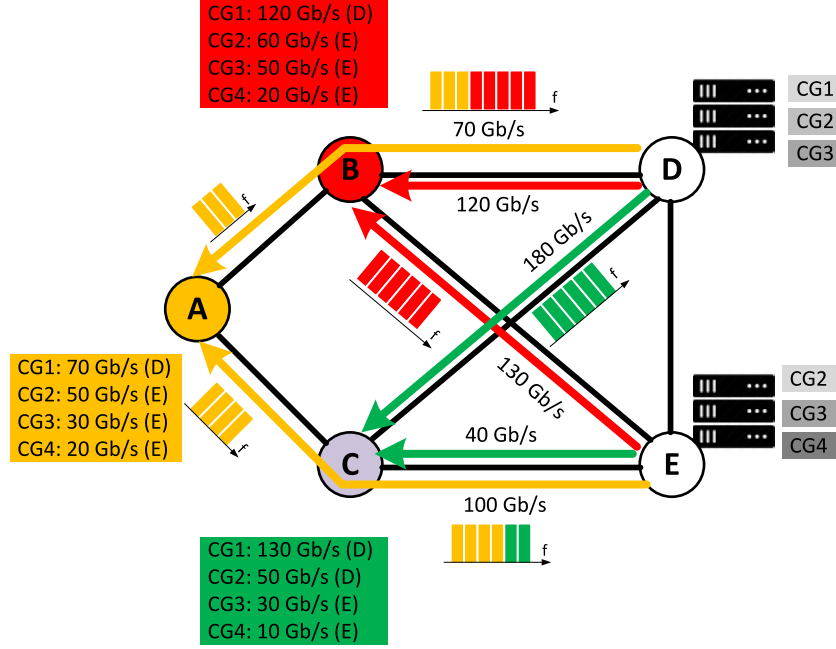 CG1: 120 Gb/s (D)
CG2: 60 Gb/s (E)
CG3: 50 Gb/s (E)
CG4: 20 Gb/s (E)
f
70 Gb/s
CG1
CG2
CG3
B
D
120 Gb/s
f
180 Gb/s
f
f
A
130 Gb/s
CG1: 70 Gb/s (D)
CG2: 50 Gb/s (E)
CG3: 30 Gb/s (E)
CG4: 20 Gb/s (E)
f
CG2
CG3
CG4
40 Gb/s
C
E
100 Gb/s
f
CG1: 130 Gb/s (D)
CG2: 50 Gb/s (D)
CG3: 30 Gb/s (E)
CG4: 10 Gb/s (E)